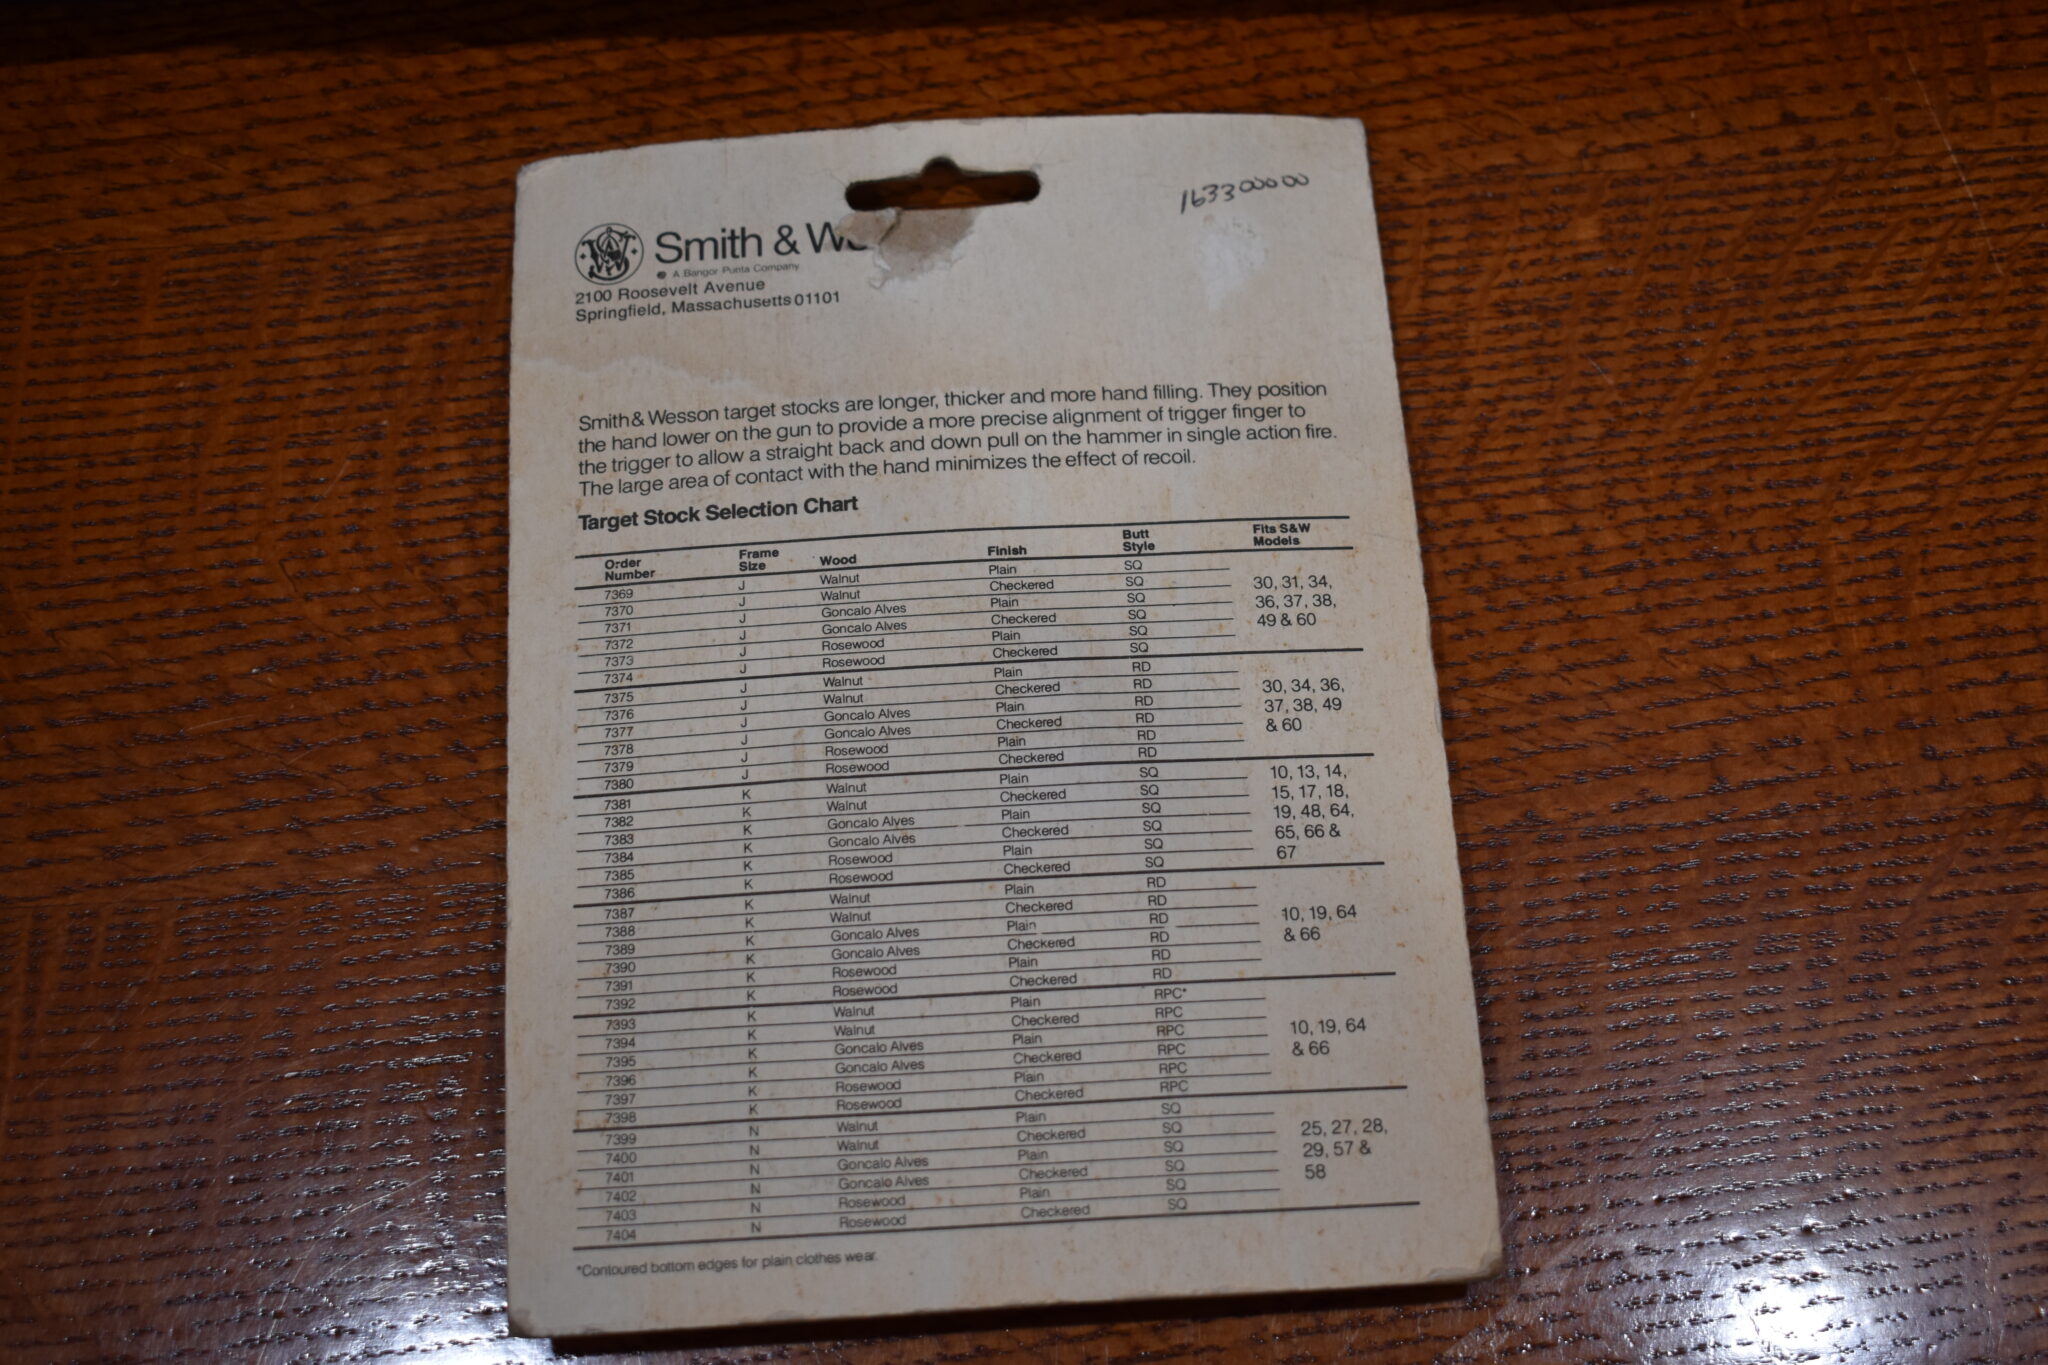 163300000
Smith & We
A Bangor Punta Company
2100 Roosevelt Avenue
Springfield, Massachusetts 01101
Smith & Wesson target stocks are longer, thicker and more hand filling. They position
the hand lower on the gun to provide a more precise alignment of trigger finger to
the trigger to allow a straight back and down pull on the hammer in single action fire.
The large area of contact with the hand minimizes the effect of recoil.
Target Stock Selection Chart
Order Number Frame Size Wood Finish Butt Style Fits S&W Models
7369 J Walnut Plain SQ
7370 J Walnut Checkered SQ 30, 31, 34,
7371 J Goncalo Alves Plain SQ 36, 37, 38,
7372 J Goncalo Alves Checkered SQ 49 & 60
7373 J Rosewood Plain SQ
7374 J Rosewood Checkered SQ
7375 J Walnut Plain RD
7376 J Walnut Checkered RD 30, 34, 36,
7377 J Goncalo Alves Plain RD 37, 38, 49
7378 J Goncalo Alves Checkered RD & 60
7379 J Rosewood Plain RD
7380 J Rosewood Checkered RD
7381 K Walnut Plain SQ 10, 13, 14,
7382 K Walnut Checkered SQ 15, 17, 18,
7383 K Goncalo Alves Plain SQ 19, 48, 64,
7384 K Goncalo Alves Checkered SQ 65, 66 &
7385 K Rosewood Plain SQ 67
7386 K Rosewood Checkered SQ
7387 K Walnut Plain RD
7388 K Walnut Checkered RD
7389 K Goncalo Alves Plain RD 10, 19, 64
7390 K Goncalo Alves Checkered RD & 66
7391 K Rosewood Plain RD
7392 K Rosewood Checkered RD
7393 K Walnut Plain RPC*
7394 K Walnut Checkered RPC
7395 K Goncalo Alves Plain RPC 10, 19, 64
7396 K Goncalo Alves Checkered RPC & 66
7397 K Rosewood Plain RPC
7398 K Rosewood Checkered RPC
7399 N Walnut Plain SQ
7400 N Walnut Checkered SQ 25, 27, 28,
7401 N Goncalo Alves Plain SQ 29, 57 &
7402 N Goncalo Alves Checkered SQ 58
7403 N Rosewood Plain SQ
7404 N Rosewood Checkered SQ
*Contoured bottom edges for plain clothes wear.